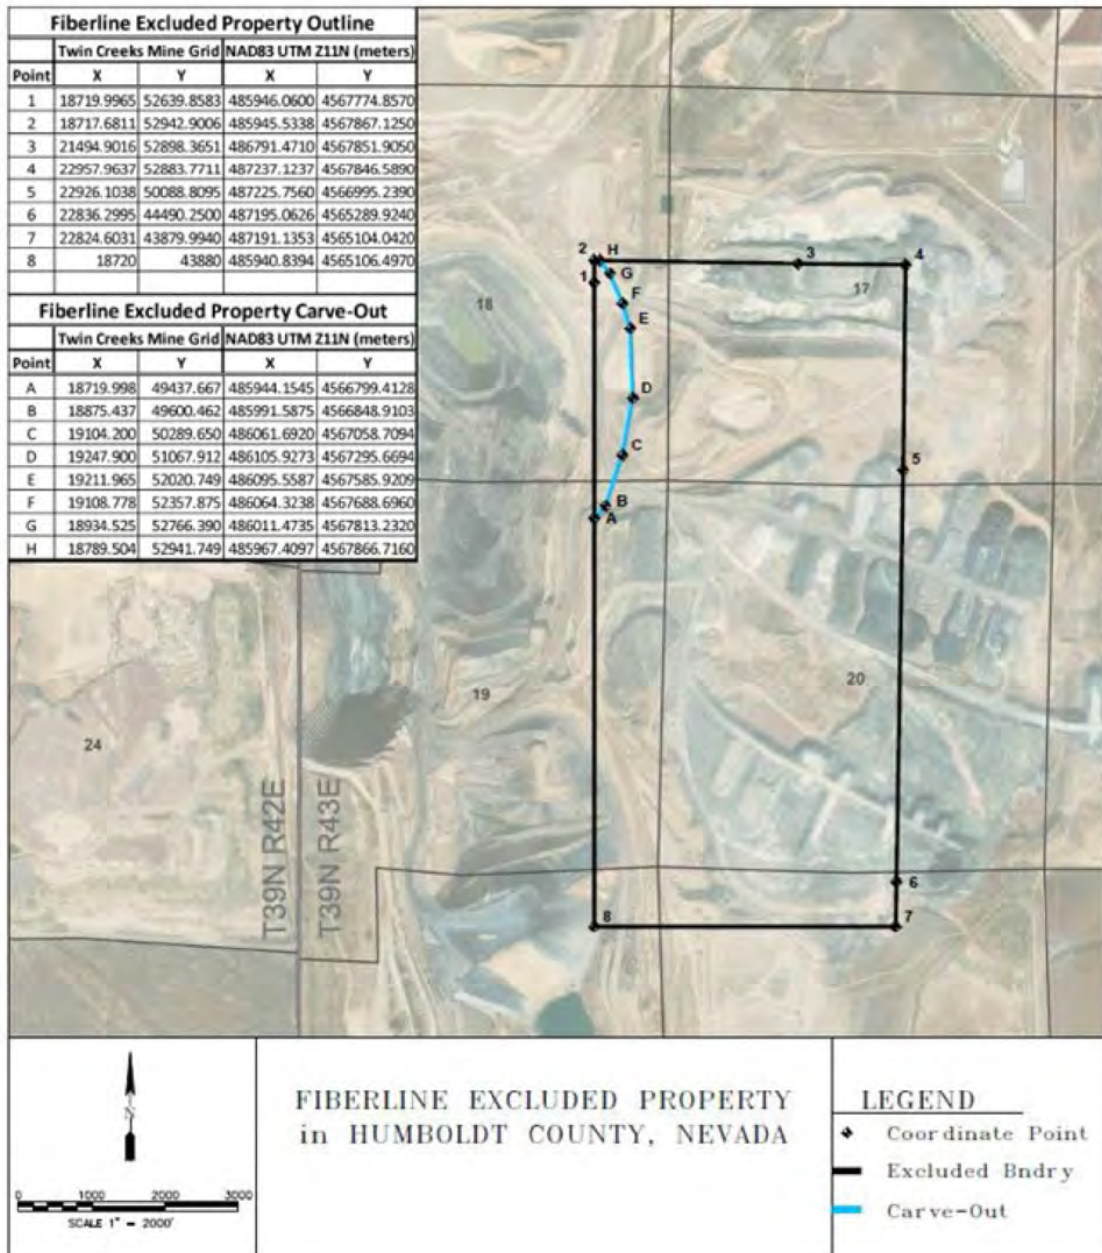 Fiberline Excluded Property Outline
Twin Creeks Mine Grid NAD83 UTM Z11N (meters)
Point X Y X Y
1 18719.9965 52639.8583 485946.0600 4567774.8570
2 18717.6811 52942.9006 485945.5338 4567867.1250
3 21494.9016 52898.3651 486791.4710 4567851.9050
4 22957.9637 52883.7711 487237.1237 4567846.5890
5 22926.1038 50088.8095 487225.7560 4566995.2390
6 22836.2995 44490.2500 487195.0626 4565289.9240
7 22824.6031 43879.9940 487191.1353 4565104.0420
8 18720 43880 485940.8394 4565106.4970
Fiberline Excluded Property Carve-Out
Twin Creeks Mine Grid NAD83 UTM Z11N (meters)
Point X Y X Y
A 18719.998 49437.667 485944.1545 4566799.4128
B 18875.437 49600.462 485991.5875 4566848.9103
C 19104.200 50289.650 486061.6920 4567058.7094
D 19247.900 51067.912 486105.9273 4567295.6694
E 19211.965 52020.749 486095.5587 4567585.9209
F 19108.778 52357.875 486064.3238 4567688.6960
G 18934.525 52766.390 486011.4735 4567813.2320
H 18789.504 52941.749 485967.4097 4567866.7160
2 H
3
4
1
G
17
18
F
E
D
C
5
B
A
20
19
24
T39N R42E
T39N R43E
6
8
7
N
0 1000 2000 3000
SCALE 1" = 2000'
FIBERLINE EXCLUDED PROPERTY
in HUMBOLDT COUNTY, NEVADA
LEGEND
Coordinate Point
Excluded Bndry
Carve-Out